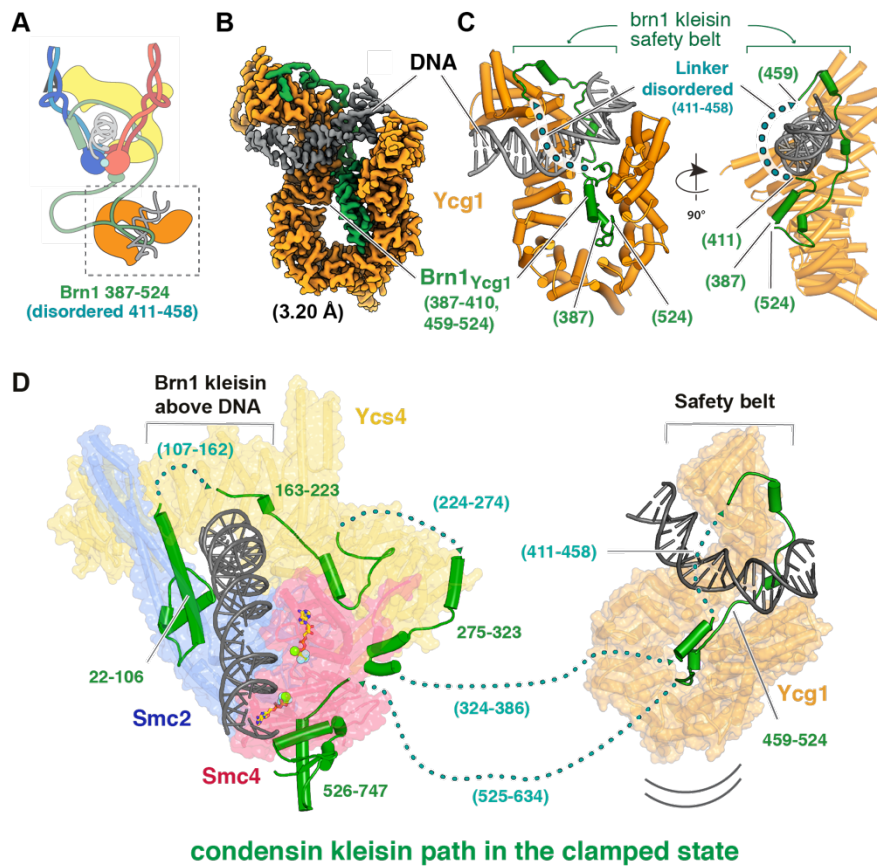 A
Brn1 387-524
(disordered 411-458)
B
DNA
Ycg1
Brn1Ycg1
(387-410,
459-524)
(3.20 Å)
C
brn1 kleisin
safety belt
Linker
disordered
(411-458)
(459)
90°
(411)
(387)
(524)
(387)
(524)
D
Brn1 kleisin
above DNA
Ycs4
(107-162)
163-223
(224-274)
275-323
22-106
Smc2
Smc4
526-747
(324-386)
(525-634)
Safety belt
(411-458)
Ycg1
459-524
condensin kleisin path in the clamped state